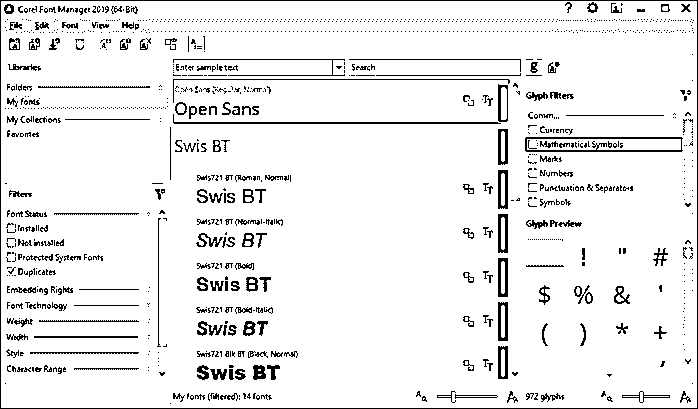 Corel Font Manager 2019 (64-Bit)
File Edit Font View Help
Libraries
Folders
My fonts
My Collections
Favorites
Filters
Font Status
Installed
Not installed
Protected System Fonts
Duplicates
Embedding Rights
Font Technology
Weight
Width
Style
Character Range
Enter sample text
Search
Open Sans (Regular, Normal)
Open Sans
Swis BT
Swis721 BT (Roman, Normal)
Swis BT
Swis721 BT (Normal-Italic)
Swis BT
Swis721 BT (Bold)
Swis BT
Swis721 BT (Bold-Italic)
Swis BT
Swis721 Blk BT (Black, Normal)
Swis BT
My fonts (filtered): 14 fonts
Glyph Filters
Comm...
Currency
Mathematical Symbols
Marks
Numbers
Punctuation & Separators
Symbols
Glyph Preview
! " #
$ % & '
( ) * +
972 glyphs